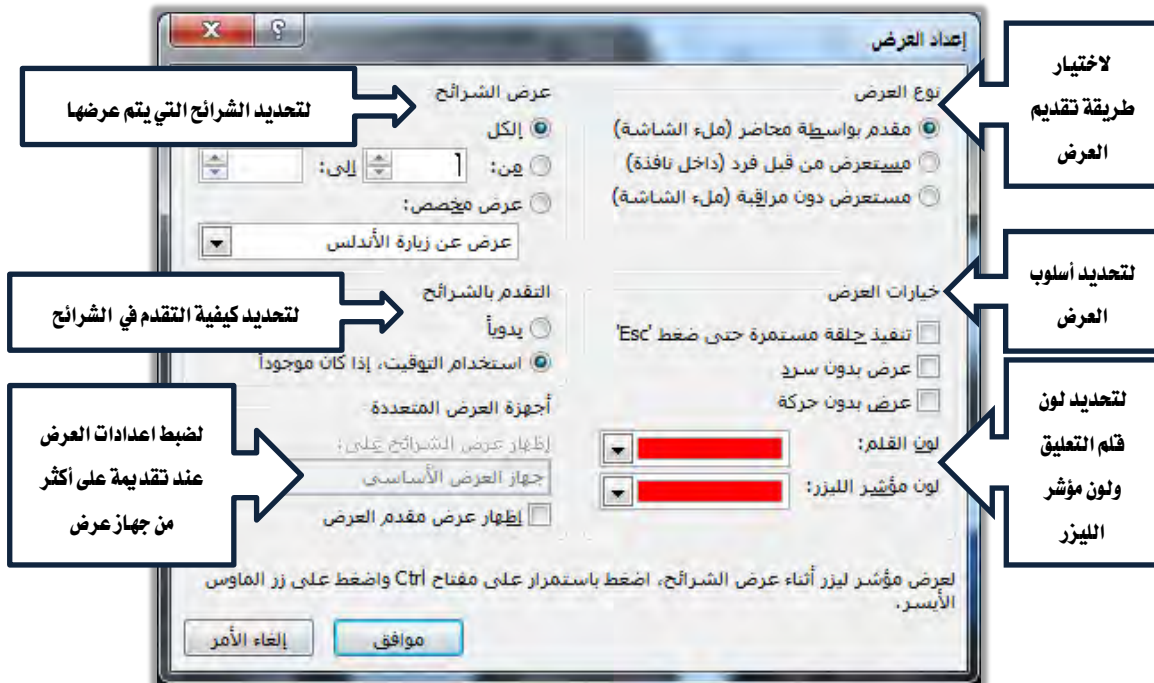 إعداد العرض
لاختيار
طريقة تقديم
العرض
نوع العرض
مقدم بواسطة محاضر (ملء الشاشة)
مستعرض من قبل فرد (داخل نافذة)
مستعرض دون مراقبة (ملء الشاشة)
لتحديد الشرائح التي يتم عرضها
عرض الشرائح
إلكل
من: 1 إلى:
عرض مخصص:
عرض عن زيارة الأندلس
لتحديد أسلوب
العرض
خيارات العرض
تنفيذ حلقة مستمرة حتى ضغط 'Esc'
عرض بدون سرد
عرض بدون حركة
لتحديد كيفية التقدم في الشرائح
التقدم بالشرائح
يدوياً
استخدام التوقيت، إذا كان موجوداً
لتحديد لون
قلم التعليق
ولون مؤشر
الليزر
لون القلم:
لون مؤشر الليزر:
لضبط اعدادات العرض
عند تقديمة على أكثر
من جهاز عرض
أجهزة العرض المتعددة
إظهار عرض الشرائح على:
جهاز العرض الأساسي
إظهار عرض مقدم العرض
لعرض مؤشر ليزر أثناء عرض الشرائح، اضغط باستمرار على مفتاح Ctrl واضغط على زر الماوس
الأيسر.
موافق
إلغاء الأمر